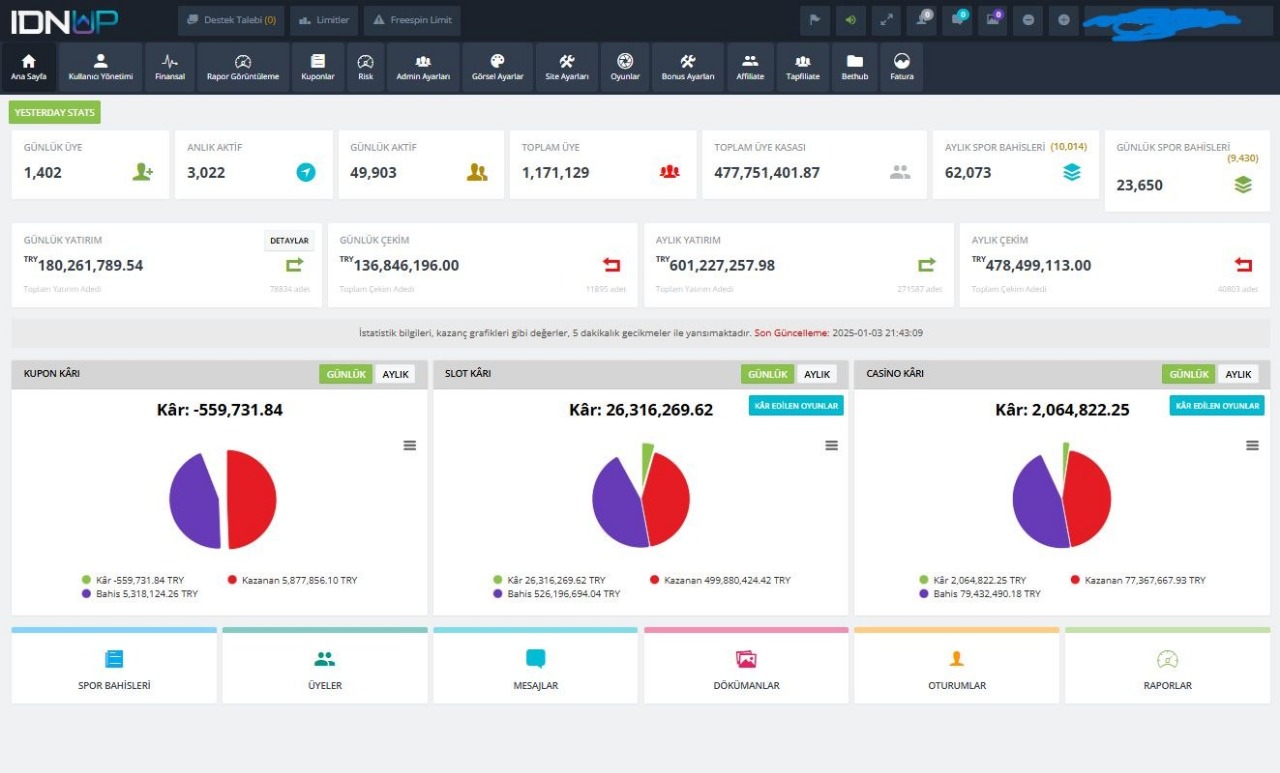 IDNUP
Destek Talebi (0) Limitler Freespin Limit 0 0 0
Ana Sayfa Kullanıcı Yönetimi Finansal Rapor Görüntüleme Kuponlar Risk Admin Ayarları Görsel Ayarlar Site Ayarları Oyunlar Bonus Ayarları Affiliate Tapfiliate Bethub Fatura
YESTERDAY STATS
GÜNLÜK ÜYE
1,402
ANLIK AKTİF
3,022
GÜNLÜK AKTİF
49,903
TOPLAM ÜYE
1,171,129
TOPLAM ÜYE KASASI
477,751,401.87
AYLIK SPOR BAHİSLERİ (10,014)
62,073
GÜNLÜK SPOR BAHİSLERİ
(9,430)
23,650
GÜNLÜK YATIRIM DETAYLAR
TRY180,261,789.54
Toplam Yatırım Adedi 78834 adet
GÜNLÜK ÇEKİM
TRY136,846,196.00
Toplam Çekim Adedi 11895 adet
AYLIK YATIRIM
TRY601,227,257.98
Toplam Yatırım Adedi 271587 adet
AYLIK ÇEKİM
TRY478,499,113.00
Toplam Çekim Adedi 40803 adet
İstatistik bilgileri, kazanç grafikleri gibi değerler, 5 dakikalık gecikmeler ile yansımaktadır. Son Güncelleme: 2025-01-03 21:43:09
KUPON KÂRI GÜNLÜK AYLIK
Kâr: -559,731.84
Kâr -559,731.84 TRY Kazanan 5,877,856.10 TRY
Bahis 5,318,124.26 TRY
SLOT KÂRI GÜNLÜK AYLIK
Kâr: 26,316,269.62 KÂR EDİLEN OYUNLAR
Kâr 26,316,269.62 TRY Kazanan 499,880,424.42 TRY
Bahis 526,196,694.04 TRY
CASİNO KÂRI GÜNLÜK AYLIK
Kâr: 2,064,822.25 KÂR EDİLEN OYUNLAR
Kâr 2,064,822.25 TRY Kazanan 77,367,667.93 TRY
Bahis 79,432,490.18 TRY
SPOR BAHİSLERİ ÜYELER MESAJLAR DÖKÜMANLAR OTURUMLAR RAPORLAR